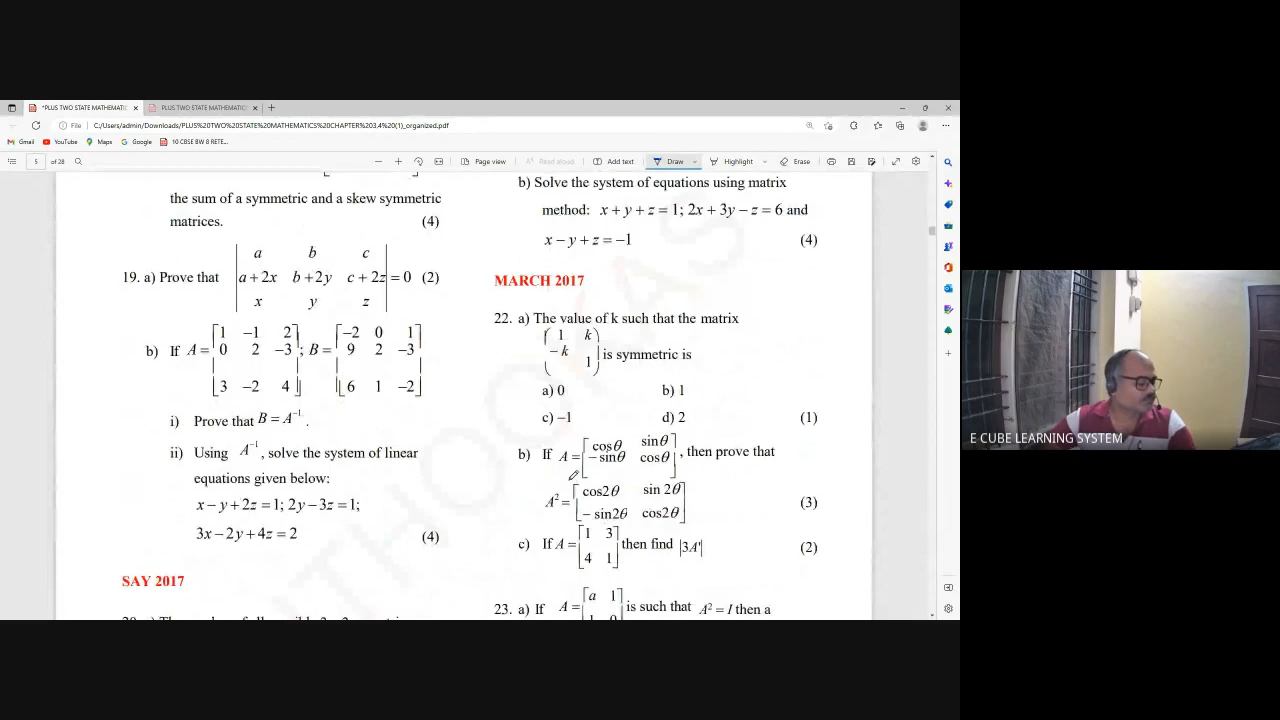 *PLUS TWO STATE MATHEMATIC
PLUS TWO STATE MATHEMATIC
File C:/Users/admin/Downloads/PLUS%20TWO%20STATE%20MATHEMATICS%20CHAPTER%203,4%20(1)_organized.pdf
Gmail YouTube Maps Google 10 CBSE BW 8 RETE...
5 of 28 Page view Read aloud Add text Draw Highlight Erase
the sum of a symmetric and a skew symmetric
matrices. (4)
19. a) Prove that | a b c |
| a + 2x b + 2y c + 2z | = 0 (2)
| x y z |
b) If A = [1 −1 2; 0 2 −3; 3 −2 4]; B = [−2 0 1; 9 2 −3; 6 1 −2]
i) Prove that B = A⁻¹.
ii) Using A⁻¹, solve the system of linear
equations given below:
x − y + 2z = 1; 2y − 3z = 1;
3x − 2y + 4z = 2 (4)
SAY 2017
b) Solve the system of equations using matrix
method: x + y + z = 1; 2x + 3y − z = 6 and
x − y + z = −1 (4)
MARCH 2017
22. a) The value of k such that the matrix
(1 k; −k 1) is symmetric is
a) 0 b) 1
c) −1 d) 2 (1)
b) If A = [cosθ sinθ; −sinθ cosθ], then prove that
A² = [cos2θ sin 2θ; −sin2θ cos2θ] (3)
c) If A = [1 3; 4 1] then find |3A'| (2)
23. a) If A = [a 1; 1 0] is such that A² = I then a
E CUBE LEARNING SYSTEM